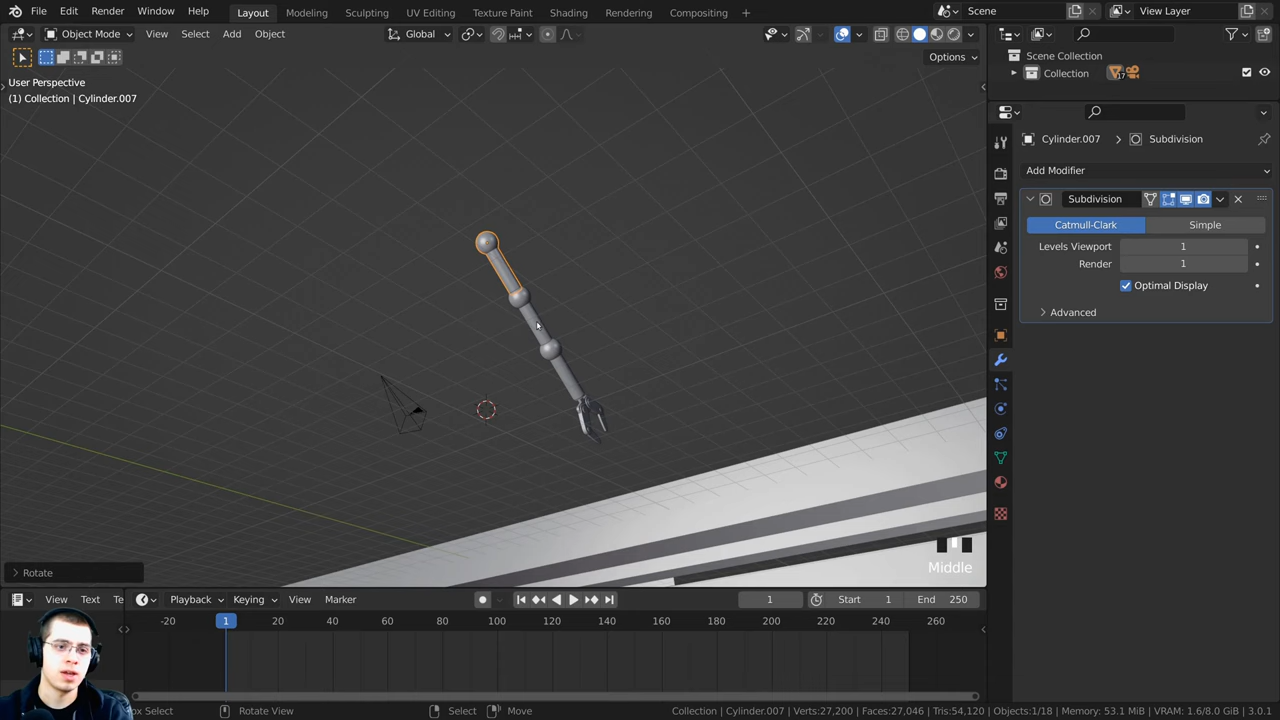 File Edit Render Window Help Layout Modeling Sculpting UV Editing Texture Paint Shading Rendering Compositing + Scene View Layer
Object Mode View Select Add Object Global
Options
User Perspective
(1) Collection | Cylinder.007
Scene Collection
Collection 17
Cylinder.007 > Subdivision
Add Modifier
Subdivision
Catmull-Clark Simple
Levels Viewport 1
Render 1
Optimal Display
Advanced
Middle
Rotate
View Text Te Playback Keying View Marker 1 Start 1 End 250
-20 1 20 40 60 80 100 120 140 160 180 200 220 240 260
ox Select Rotate View Select Move Collection | Cylinder.007 | Verts:27,200 | Faces:27,046 | Tris:54,120 | Objects:1/18 | Memory: 53.1 MiB | VRAM: 1.6/8.0 GiB | 3.0.1